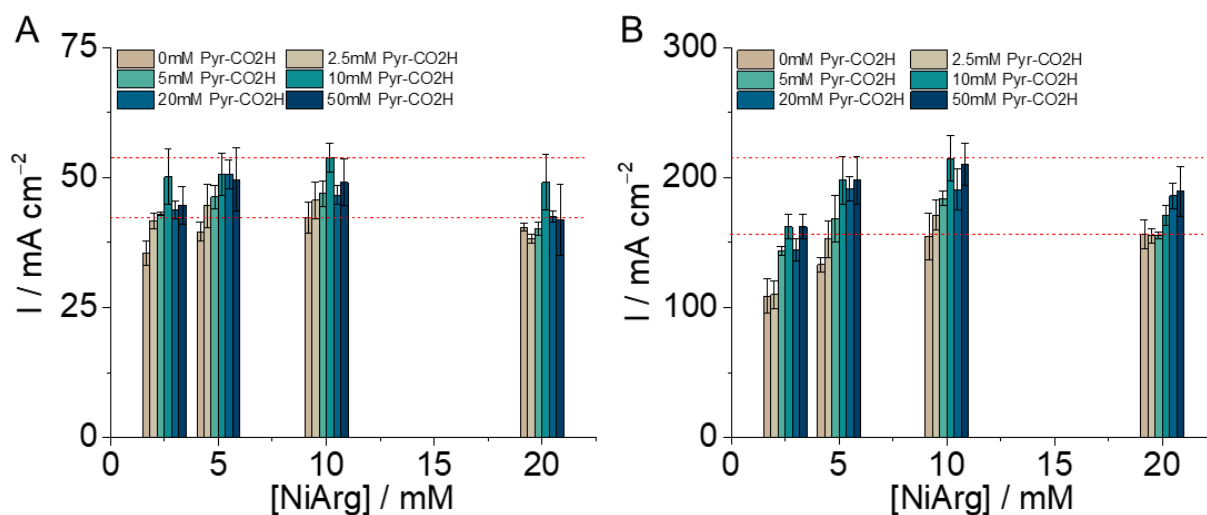 A
75
50
25
0
I / mA cm⁻²
0mM Pyr-CO2H 2.5mM Pyr-CO2H
5mM Pyr-CO2H 10mM Pyr-CO2H
20mM Pyr-CO2H 50mM Pyr-CO2H
0 5 10 15 20
[NiArg] / mM
B
300
200
100
0
I / mA cm⁻²
0mM Pyr-CO2H 2.5mM Pyr-CO2H
5mM Pyr-CO2H 10mM Pyr-CO2H
20mM Pyr-CO2H 50mM Pyr-CO2H
0 5 10 15 20
[NiArg] / mM